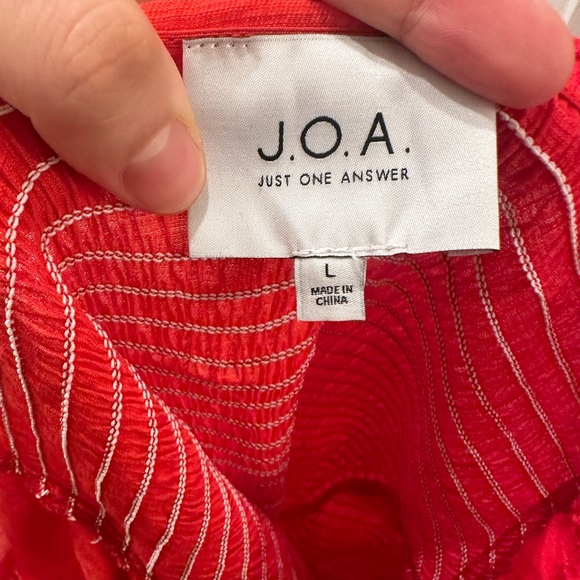 J.O.A.
JUST ONE ANSWER
L
MADE IN
CHINA